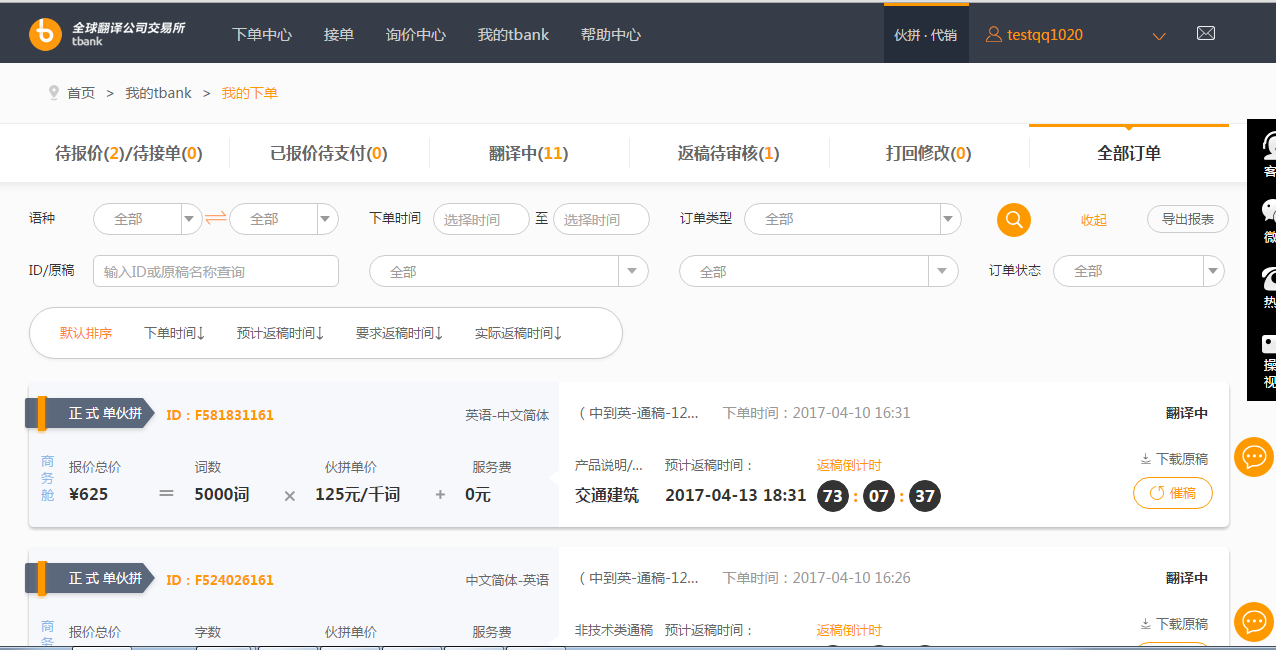 全球翻译公司交易所
tbank
下单中心 接单 询价中心 我的tbank 帮助中心 伙拼 · 代销 testqq1020
首页 > 我的tbank > 我的下单
待报价(2)/待接单(0) 已报价待支付(0) 翻译中(11) 返稿待审核(1) 打回修改(0) 全部订单
客
微
热
操
视
语种 全部 全部 下单时间 选择时间 至 选择时间 订单类型 全部 收起 导出报表
ID/原稿 输入ID或原稿名称查询 全部 全部 订单状态 全部
默认排序 下单时间↓ 预计返稿时间↓ 要求返稿时间↓ 实际返稿时间↓
正 式 单伙拼 ID：F581831161 英语-中文简体 （ 中到英-通稿-12... 下单时间：2017-04-10 16:31 翻译中
商务舱 报价总价 词数 伙拼单价 服务费 产品说明/... 预计返稿时间： 返稿倒计时 下载原稿
¥625 = 5000词 × 125元/千词 + 0元 交通建筑 2017-04-13 18:31 73 : 07 : 37 催稿
正 式 单伙拼 ID：F524026161 中文简体-英语 （ 中到英-通稿-12... 下单时间：2017-04-10 16:26 翻译中
商务 报价总价 字数 伙拼单价 服务费 非技术类通稿 预计返稿时间： 返稿倒计时 下载原稿